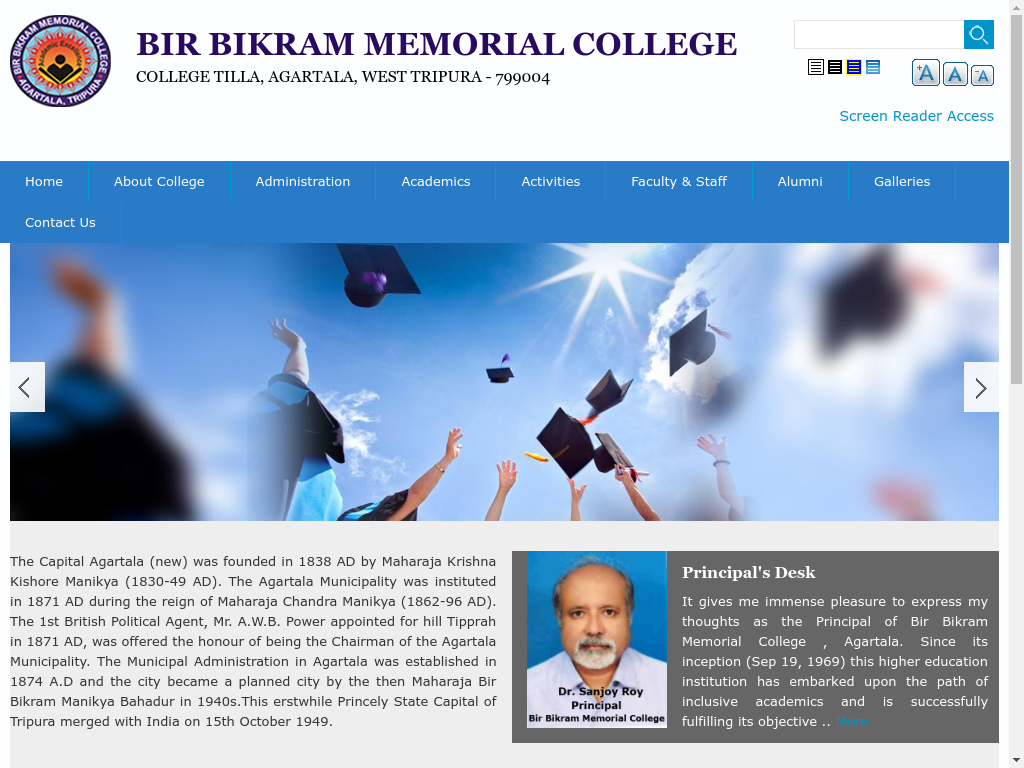 BIR BIKRAM MEMORIAL COLLEGE
AGARTALA, TRIPURA
BIR BIKRAM MEMORIAL COLLEGE
COLLEGE TILLA, AGARTALA, WEST TRIPURA - 799004
+A A -A
Screen Reader Access
Home About College Administration Academics Activities Faculty & Staff Alumni Galleries
Contact Us
The Capital Agartala (new) was founded in 1838 AD by Maharaja Krishna
Kishore Manikya (1830-49 AD). The Agartala Municipality was instituted
in 1871 AD during the reign of Maharaja Chandra Manikya (1862-96 AD).
The 1st British Political Agent, Mr. A.W.B. Power appointed for hill Tipprah
in 1871 AD, was offered the honour of being the Chairman of the Agartala
Municipality. The Municipal Administration in Agartala was established in
1874 A.D and the city became a planned city by the then Maharaja Bir
Bikram Manikya Bahadur in 1940s.This erstwhile Princely State Capital of
Tripura merged with India on 15th October 1949.
Dr. Sanjoy Roy
Principal
Bir Bikram Memorial College
Principal's Desk
It gives me immense pleasure to express my
thoughts as the Principal of Bir Bikram
Memorial College , Agartala. Since its
inception (Sep 19, 1969) this higher education
institution has embarked upon the path of
inclusive academics and is successfully
fulfilling its objective .. More